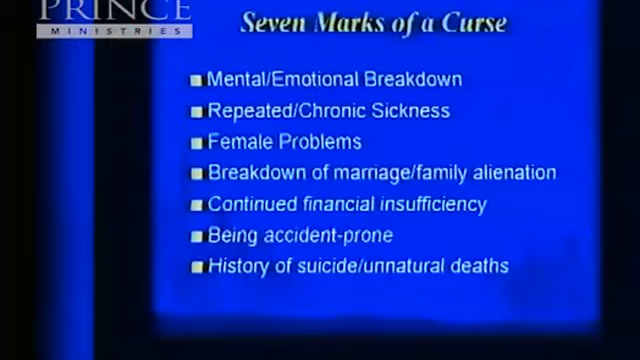 PRINCE
MINISTRIES
Seven Marks of a Curse
Mental/Emotional Breakdown
Repeated/Chronic Sickness
Female Problems
Breakdown of marriage/family alienation
Continued financial insufficiency
Being accident-prone
History of suicide/unnatural deaths